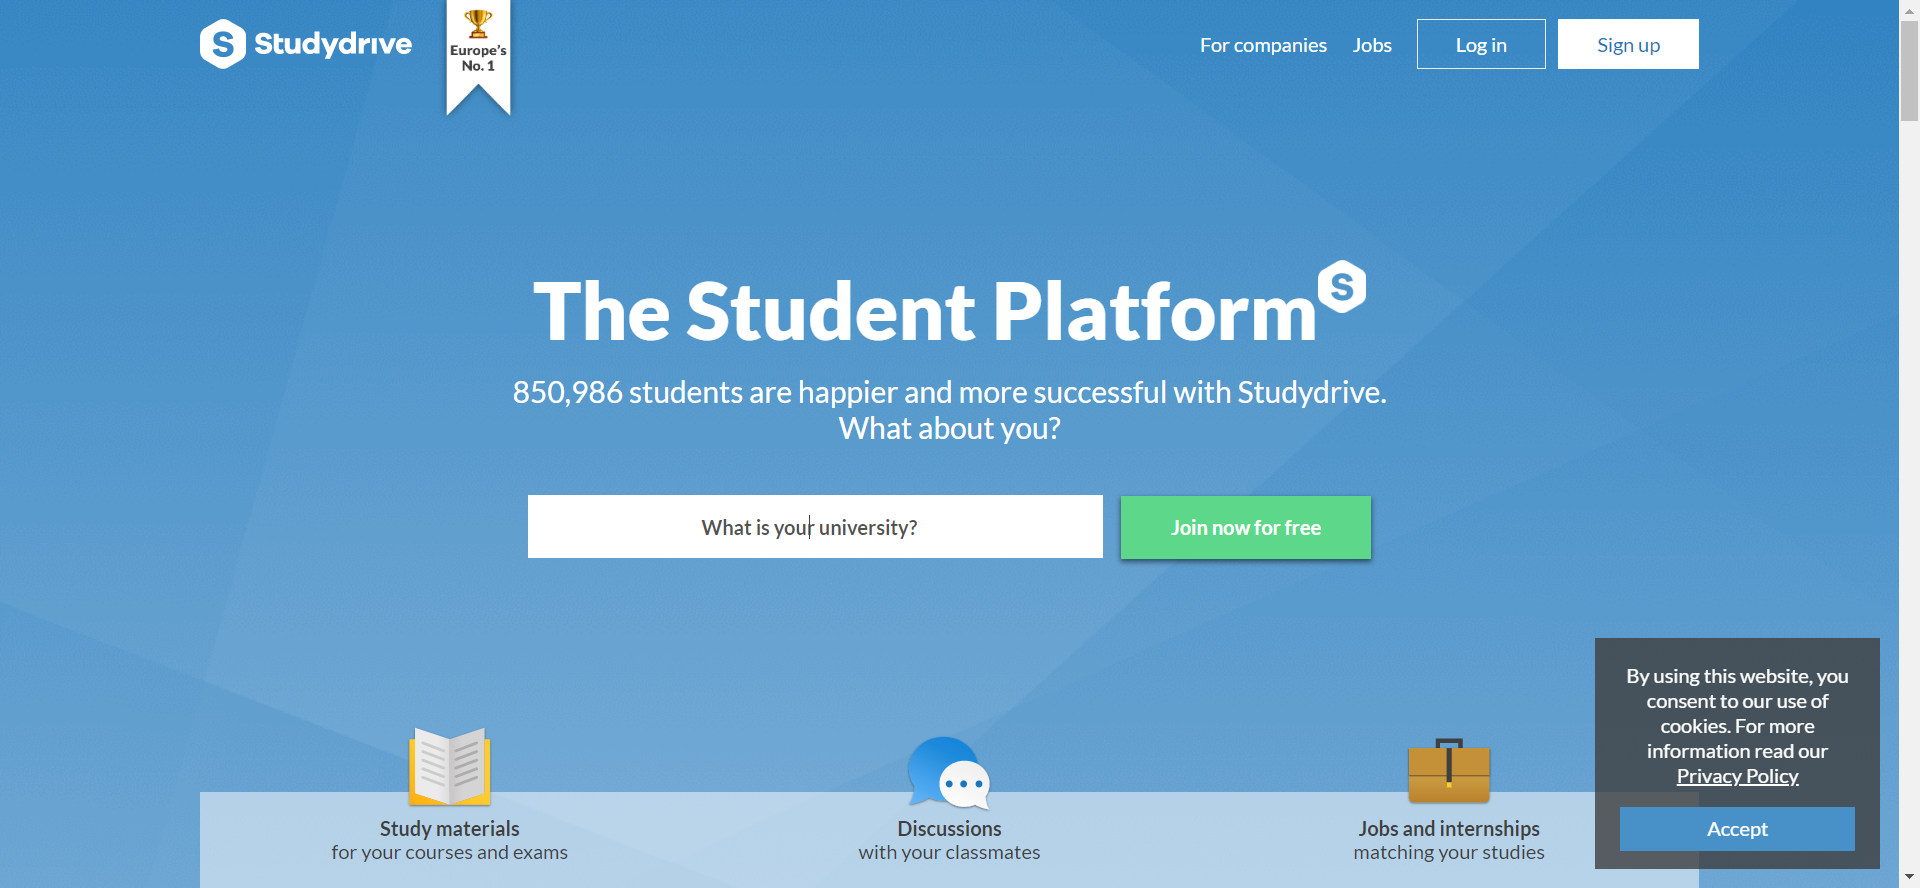 Studydrive
Europe's
No. 1
For companies
Jobs
Log in
Sign up
The Student Platform
850,986 students are happier and more successful with Studydrive.
What about you?
What is your university?
Join now for free
By using this website, you
consent to our use of
cookies. For more
information read our
Privacy Policy
Accept
Study materials
for your courses and exams
Discussions
with your classmates
Jobs and internships
matching your studies